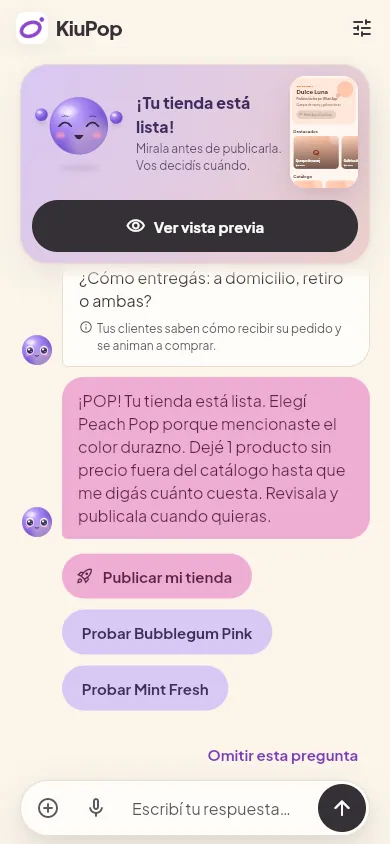 KiuPop
¡Tu tienda está
lista!
Mirala antes de publicarla.
Vos decidís cuándo.
Dulce Luna
Destacados
Catálogo
Ver vista previa
¿Cómo entregás: a domicilio, retiro
o ambas?
Tus clientes saben cómo recibir su pedido y
se animan a comprar.
¡POP! Tu tienda está lista. Elegí
Peach Pop porque mencionaste el
color durazno. Dejé 1 producto sin
precio fuera del catálogo hasta que
me digás cuánto cuesta. Revisala y
publicala cuando quieras.
Publicar mi tienda
Probar Bubblegum Pink
Probar Mint Fresh
Omitir esta pregunta
Escribí tu respuesta...